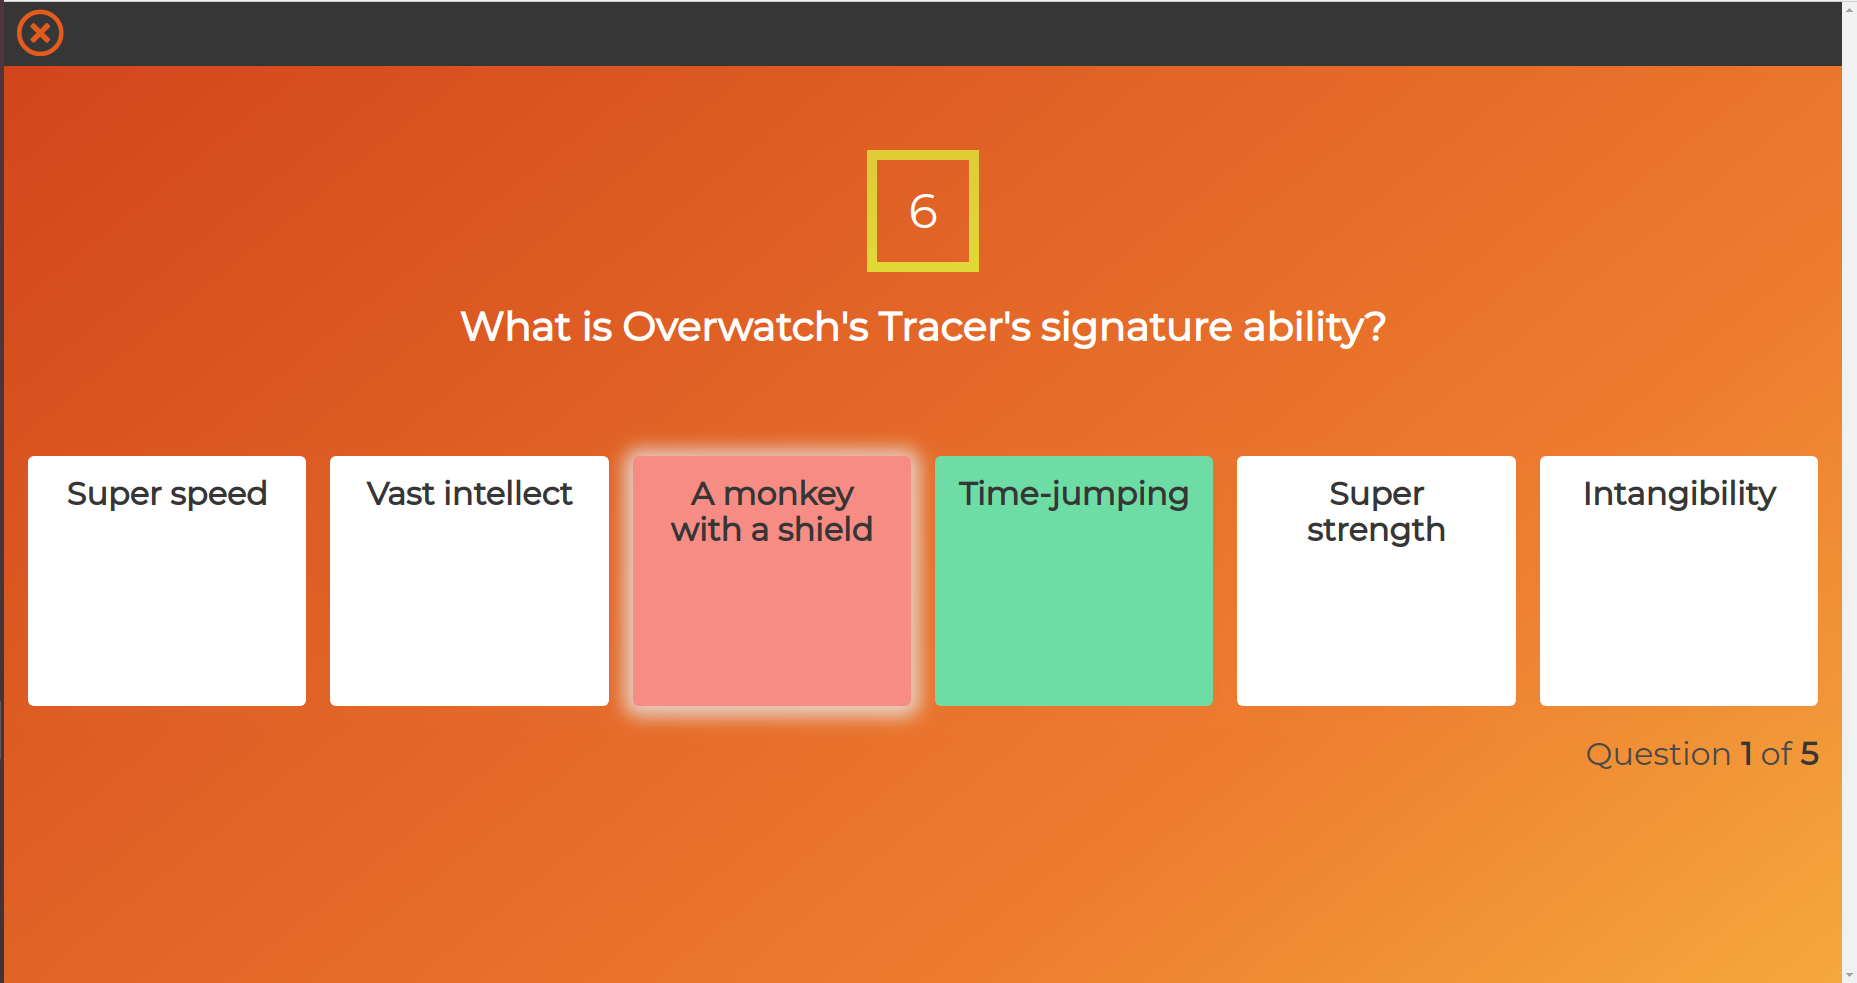 6
What is Overwatch's Tracer's signature ability?
Super speed
Vast intellect
A monkey
with a shield
Time-jumping
Super
strength
Intangibility
Question 1 of 5